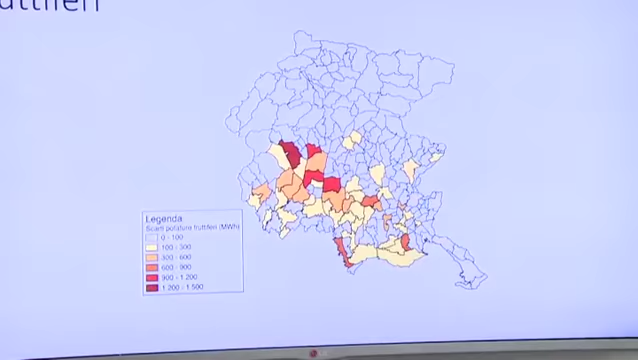 uttiferi
Legenda
Scarti potature fruttiferi (MWh)
0 - 100
100 - 300
300 - 600
600 - 900
900 - 1 200
1 200 - 1 500